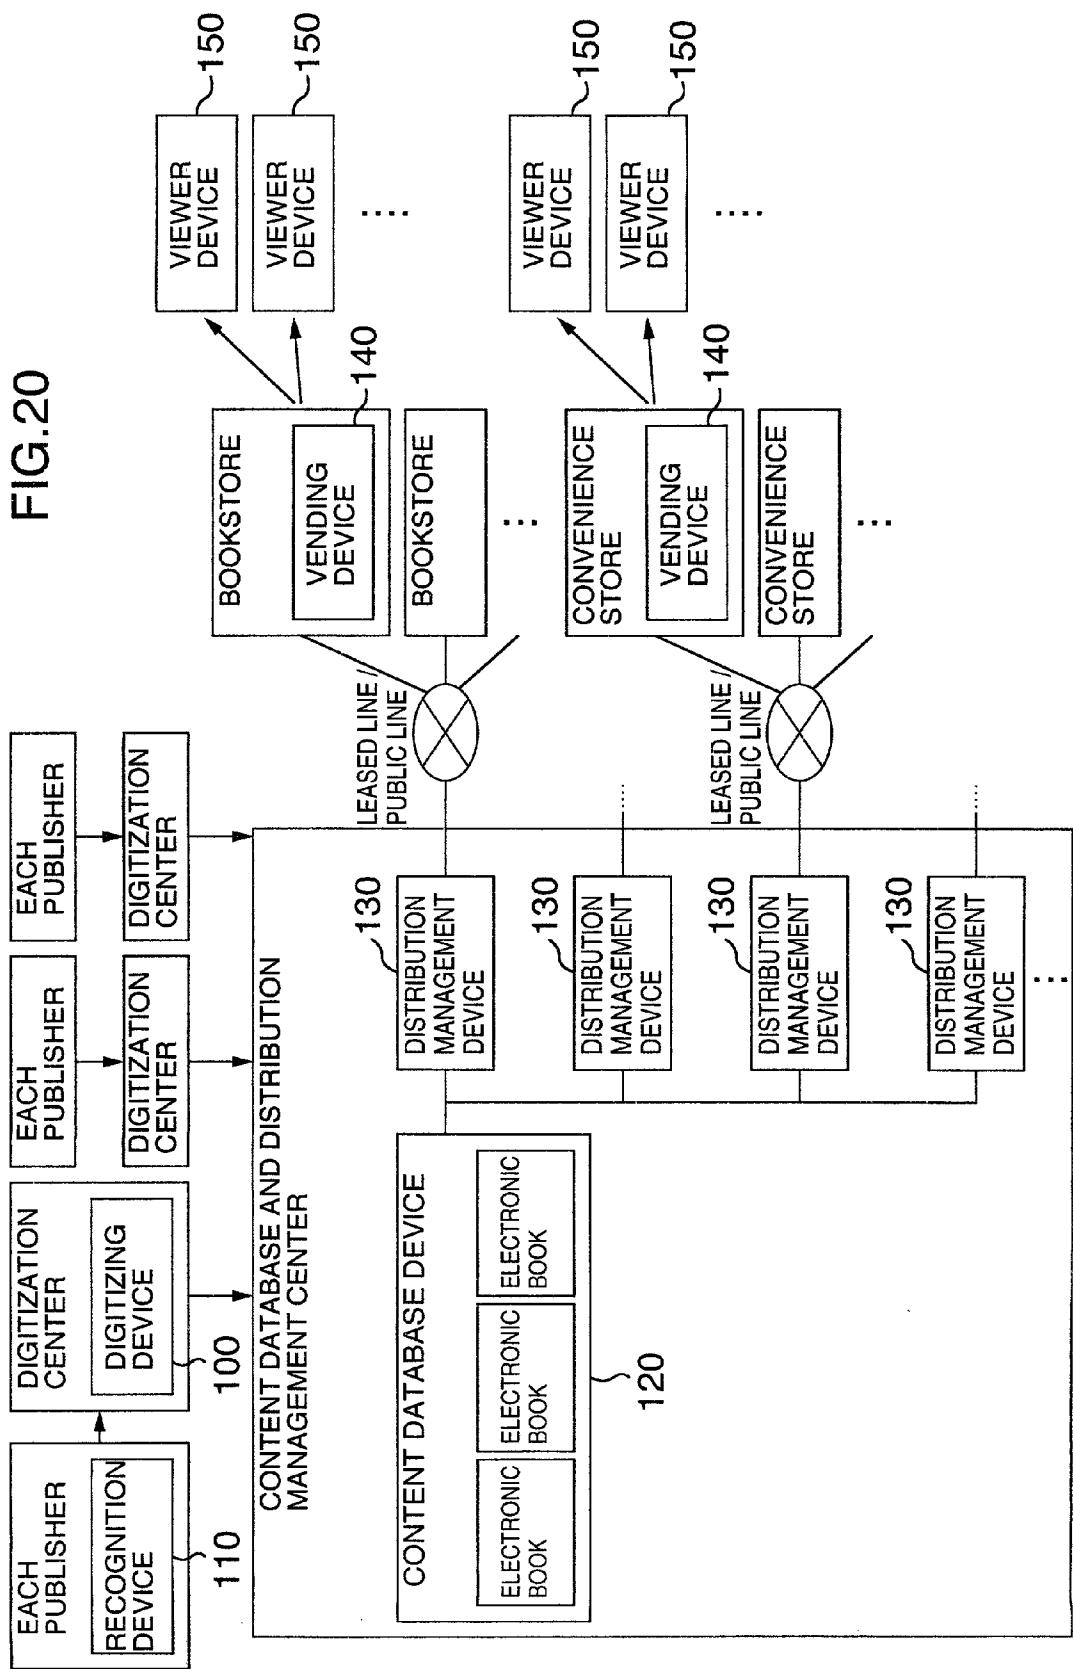 FIG.20
EACH
PUBLISHER
RECOGNITION
DEVICE
110
DIGITIZATION
CENTER
DIGITIZING
DEVICE
100
EACH
PUBLISHER
DIGITIZATION
CENTER
EACH
PUBLISHER
DIGITIZATION
CENTER
CONTENT DATABASE AND DISTRIBUTION
MANAGEMENT CENTER
CONTENT DATABASE DEVICE
ELECTRONIC
BOOK
ELECTRONIC
BOOK
ELECTRONIC
BOOK
120
DISTRIBUTION
MANAGEMENT
DEVICE
130
DISTRIBUTION
MANAGEMENT
DEVICE
130
DISTRIBUTION
MANAGEMENT
DEVICE
130
DISTRIBUTION
MANAGEMENT
DEVICE
130
LEASED LINE /
PUBLIC LINE
BOOKSTORE
VENDING
DEVICE
140
BOOKSTORE
VIEWER
DEVICE
150
VIEWER
DEVICE
150
LEASED LINE /
PUBLIC LINE
CONVENIENCE
STORE
VENDING
DEVICE
140
CONVENIENCE
STORE
VIEWER
DEVICE
150
VIEWER
DEVICE
150